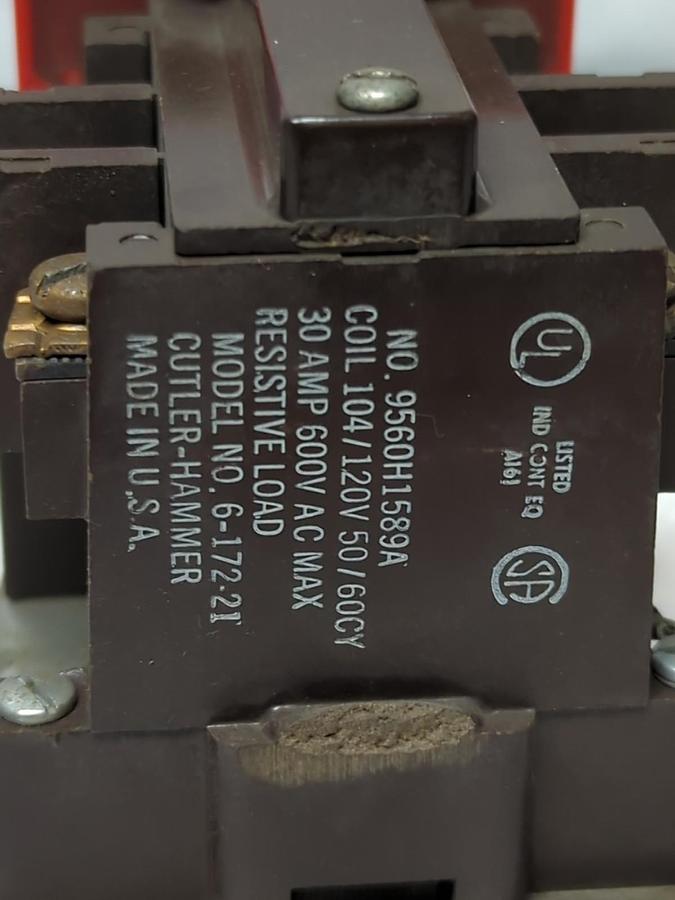 UL
LISTED
IND CONT EQ
A161
SA
NO. 9560H1589A
COIL 104/120V 50/60CY
30 AMP 600V AC MAX
RESISTIVE LOAD
MODEL NO. 6-172-21
CUTLER-HAMMER
MADE IN U.S.A.